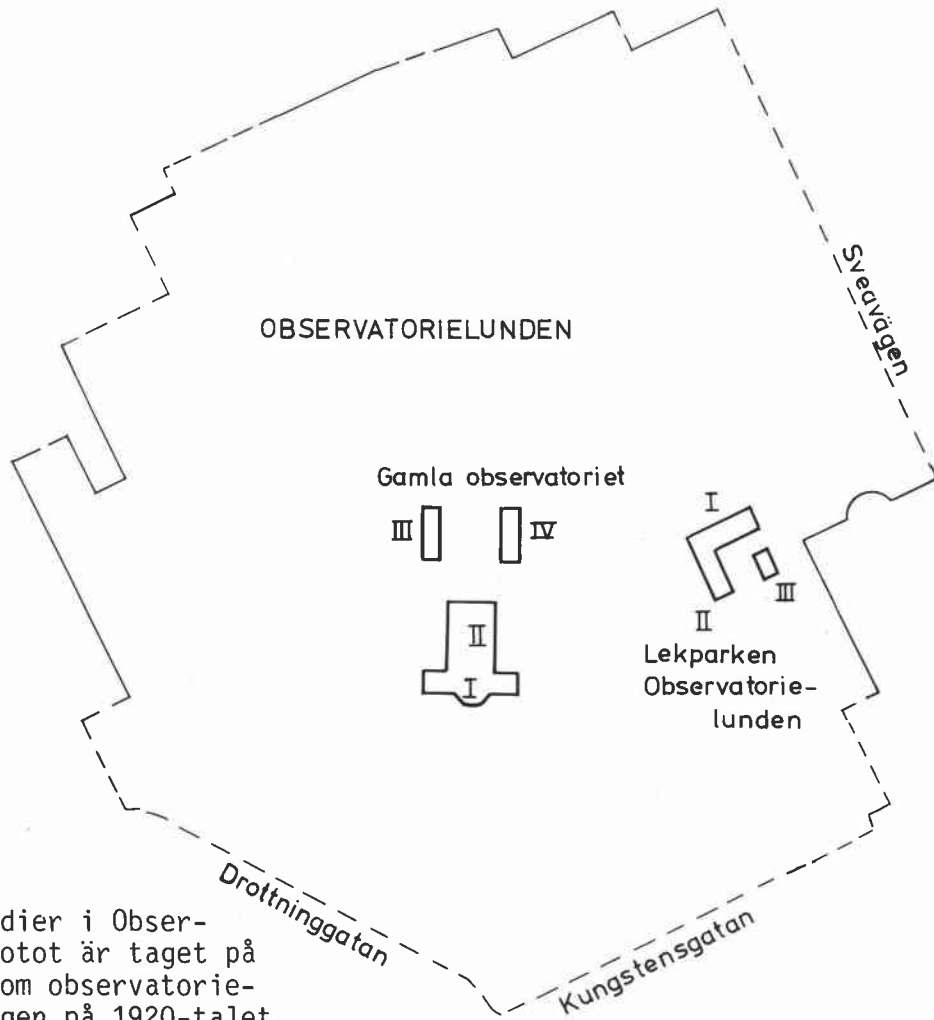 Sveavägen
OBSERVATORIELUNDEN
Gamla observatoriet
I
III
IV
II
I
II
III
Lekparken
Observatorie-
lunden
Drottninggatan
Kungstensgatan
dier i Obser-
otot är taget på
om observatorie-
gen på 1920-talet